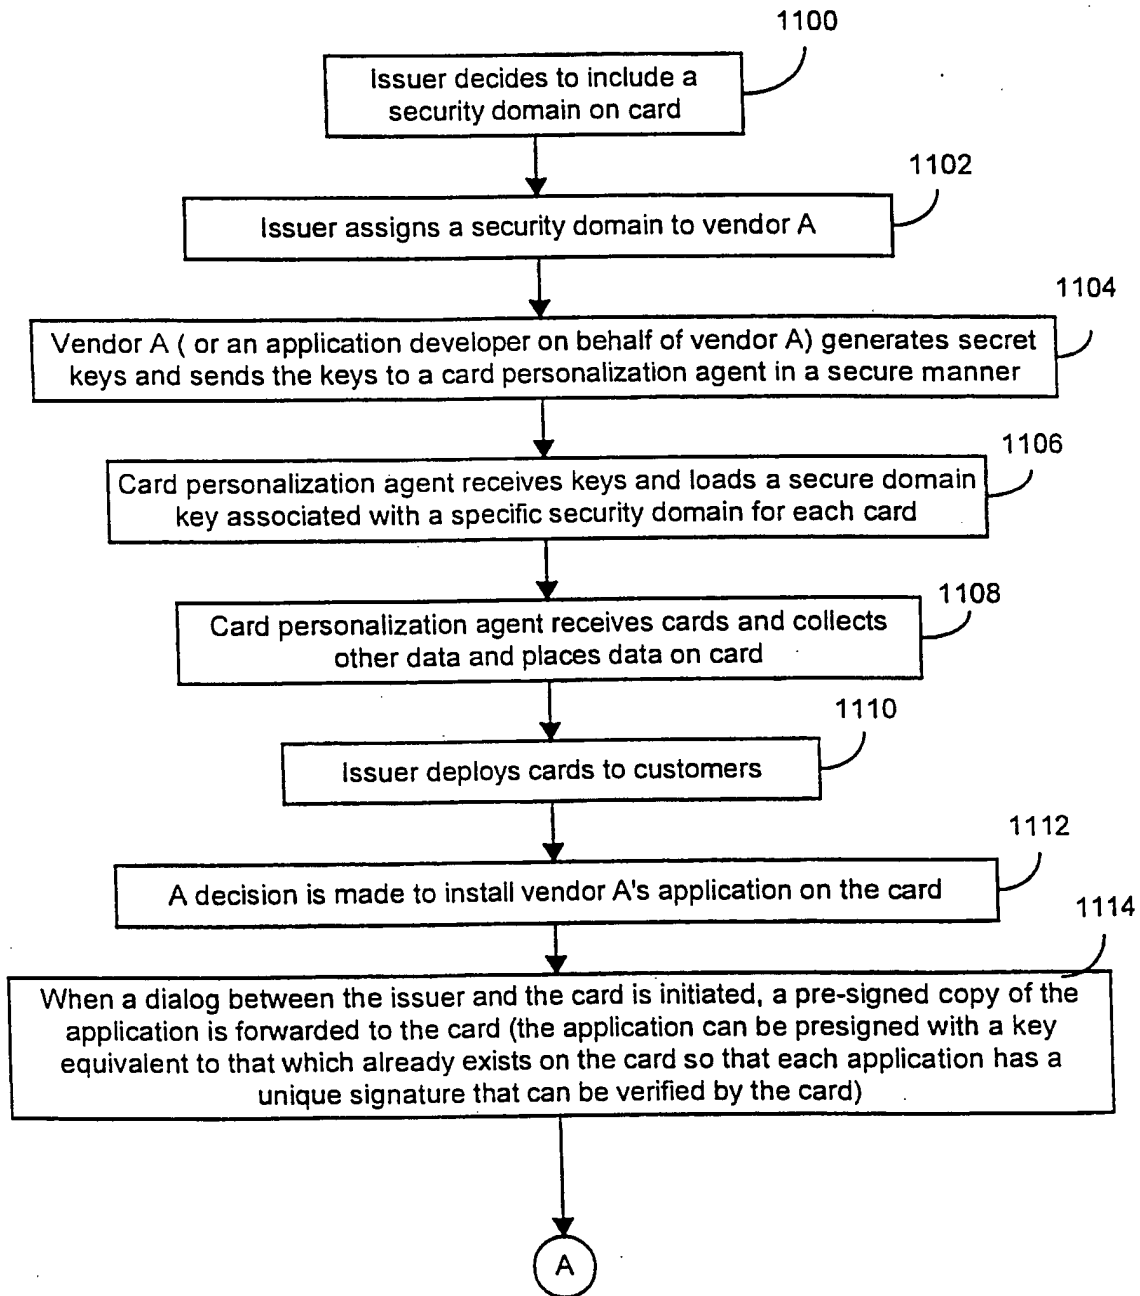 1100
Issuer decides to include a
security domain on card
1102
Issuer assigns a security domain to vendor A
1104
Vendor A ( or an application developer on behalf of vendor A) generates secret
keys and sends the keys to a card personalization agent in a secure manner
1106
Card personalization agent receives keys and loads a secure domain
key associated with a specific security domain for each card
1108
Card personalization agent receives cards and collects
other data and places data on card
1110
Issuer deploys cards to customers
1112
A decision is made to install vendor A's application on the card
1114
When a dialog between the issuer and the card is initiated, a pre-signed copy of the
application is forwarded to the card (the application can be presigned with a key
equivalent to that which already exists on the card so that each application has a
unique signature that can be verified by the card)
A